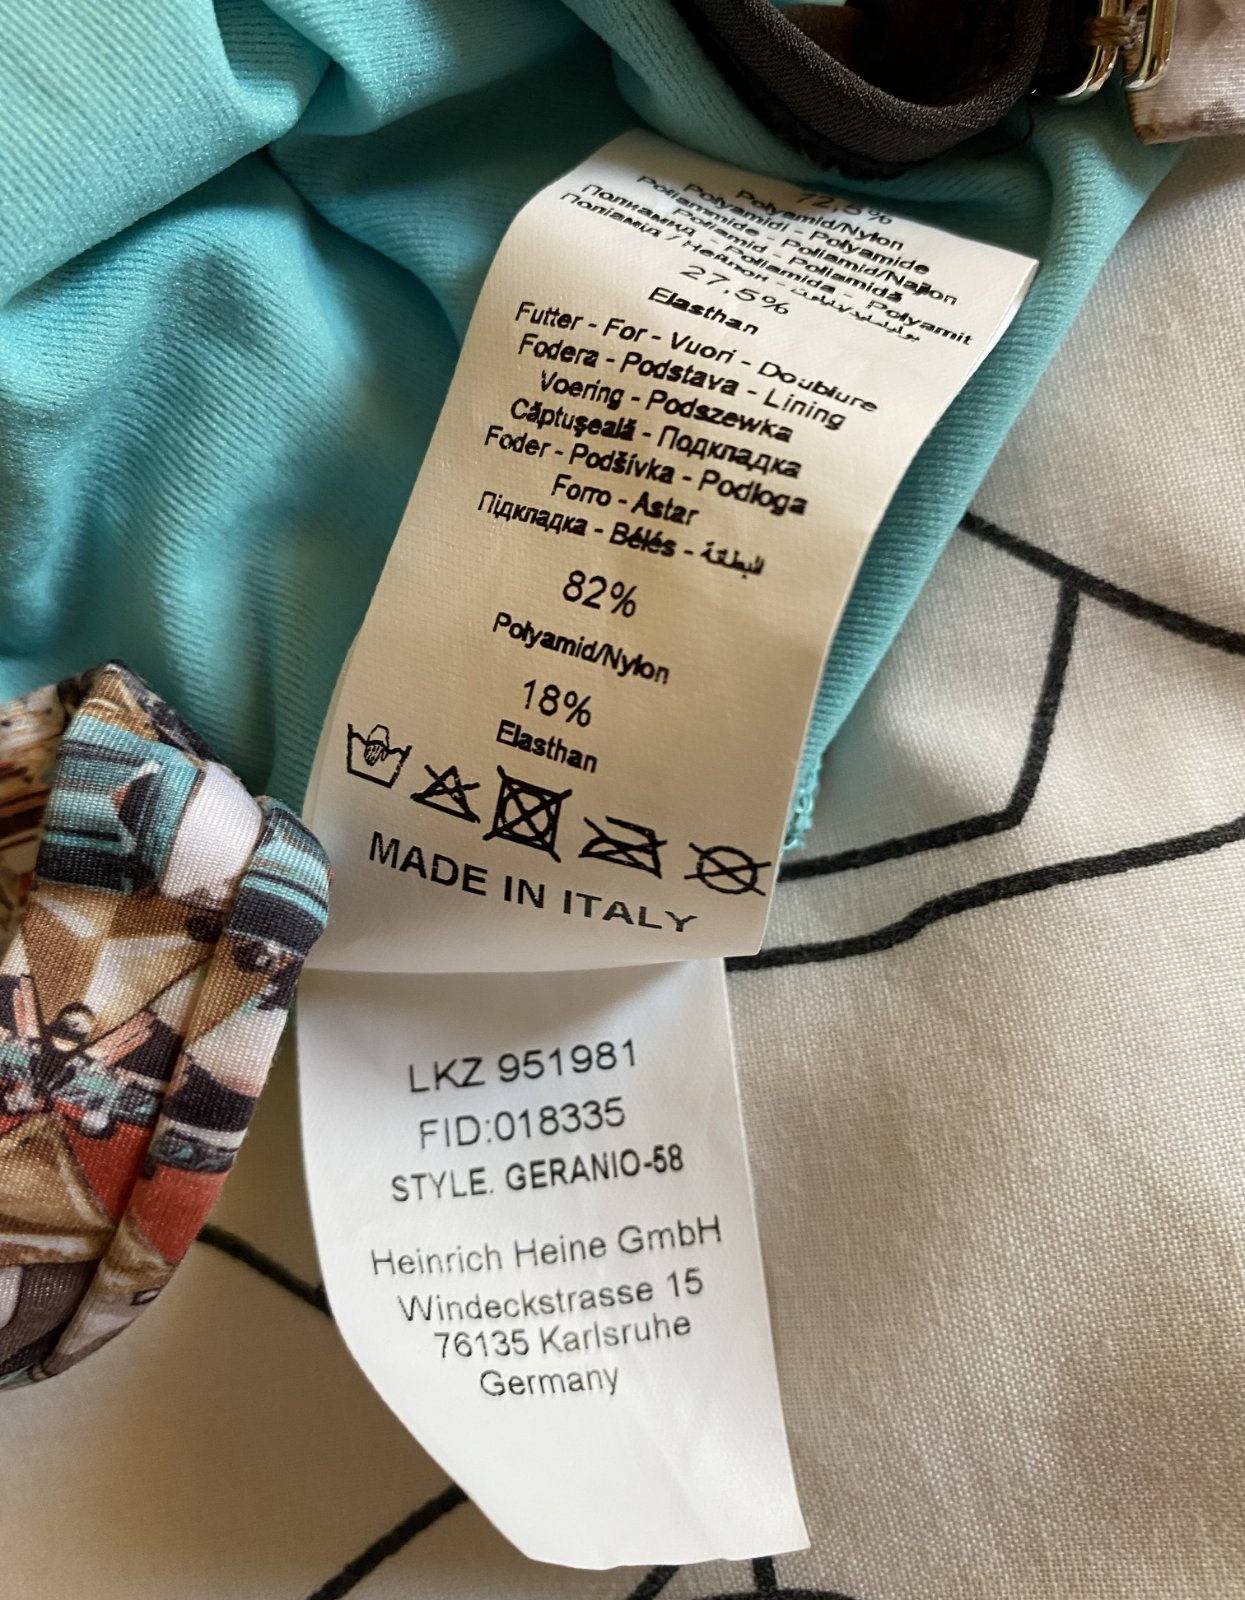 72,5%
Polyamid/Nylon
Polyamidi - Polyamide
Poliammide - Poliamid/Najlon
Poliamid - Poliamidă
Полиамид - Poliamida - Polyamit
Поліамід / Нейлон -
27,5%
Elasthan
Futter - For - Vuori - Doublure
Fodera - Podstava - Lining
Voering - Podszewka
Căptuşeală - Подкладка
Foder - Podšívka - Podloga
Forro - Astar
Підкладка - Bélés - للبطانة
82%
Polyamid/Nylon
18%
Elasthan
MADE IN ITALY
LKZ 951981
FID:018335
STYLE. GERANIO-58
Heinrich Heine GmbH
Windeckstrasse 15
76135 Karlsruhe
Germany